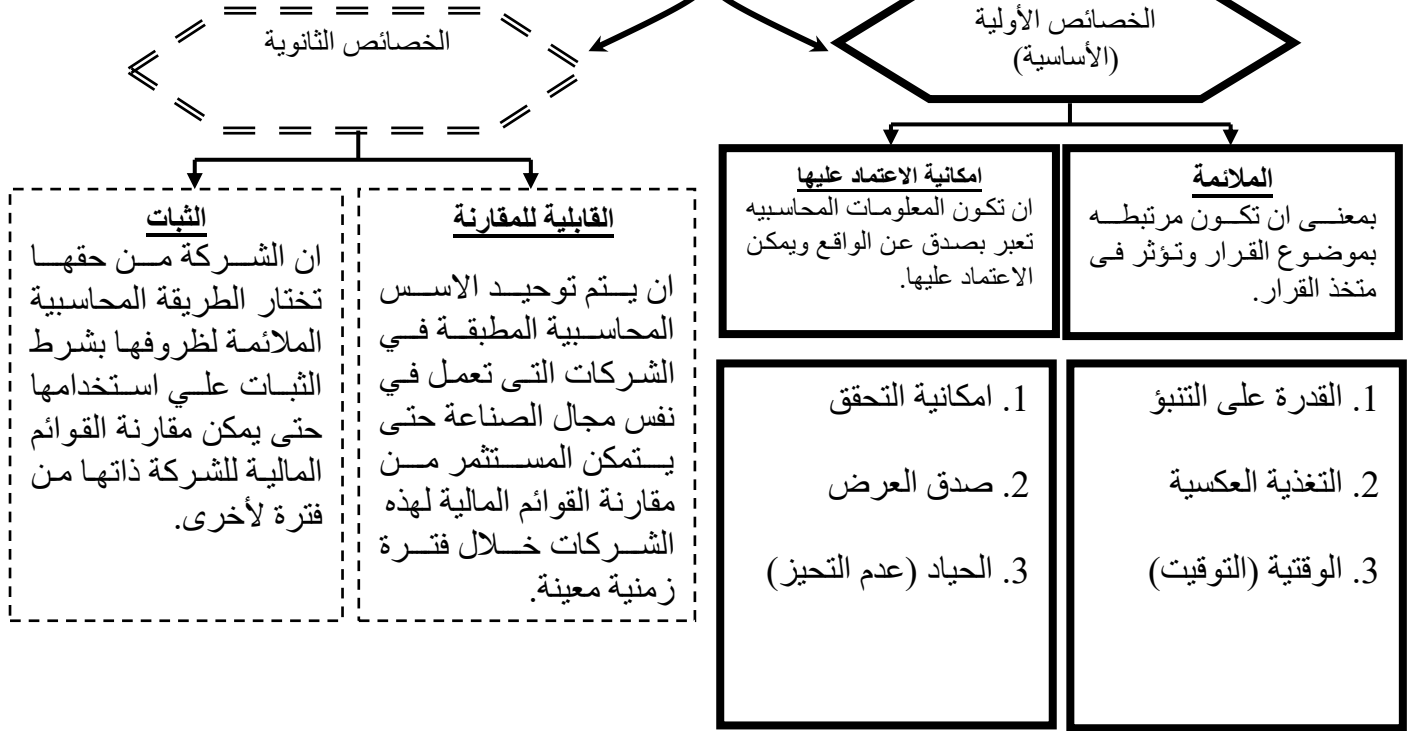 الخصائص الأولية
(الأساسية)
الخصائص الثانوية
الملائمة
بمعنى ان تكون مرتبطه
بموضوع القرار وتؤثر فى
متخذ القرار.
امكانية الاعتماد عليها
ان تكون المعلومات المحاسبيه
تعبر بصدق عن الواقع ويمكن
الاعتماد عليها.
1. القدرة على التنبؤ
2. التغذية العكسية
3. الوقتية (التوقيت)
1. امكانية التحقق
2. صدق العرض
3. الحياد (عدم التحيز)
القابلية للمقارنة
ان يتم توحيد الاسس
المحاسبية المطبقة في
الشركات التى تعمل في
نفس مجال الصناعة حتى
يتمكن المستثمر من
مقارنة القوائم المالية لهذه
الشركات خلال فترة
زمنية معينة.
الثبات
ان الشركة من حقها
تختار الطريقة المحاسبية
الملائمة لظروفها بشرط
الثبات علي استخدامها
حتى يمكن مقارنة القوائم
المالية للشركة ذاتها من
فترة لأخرى.